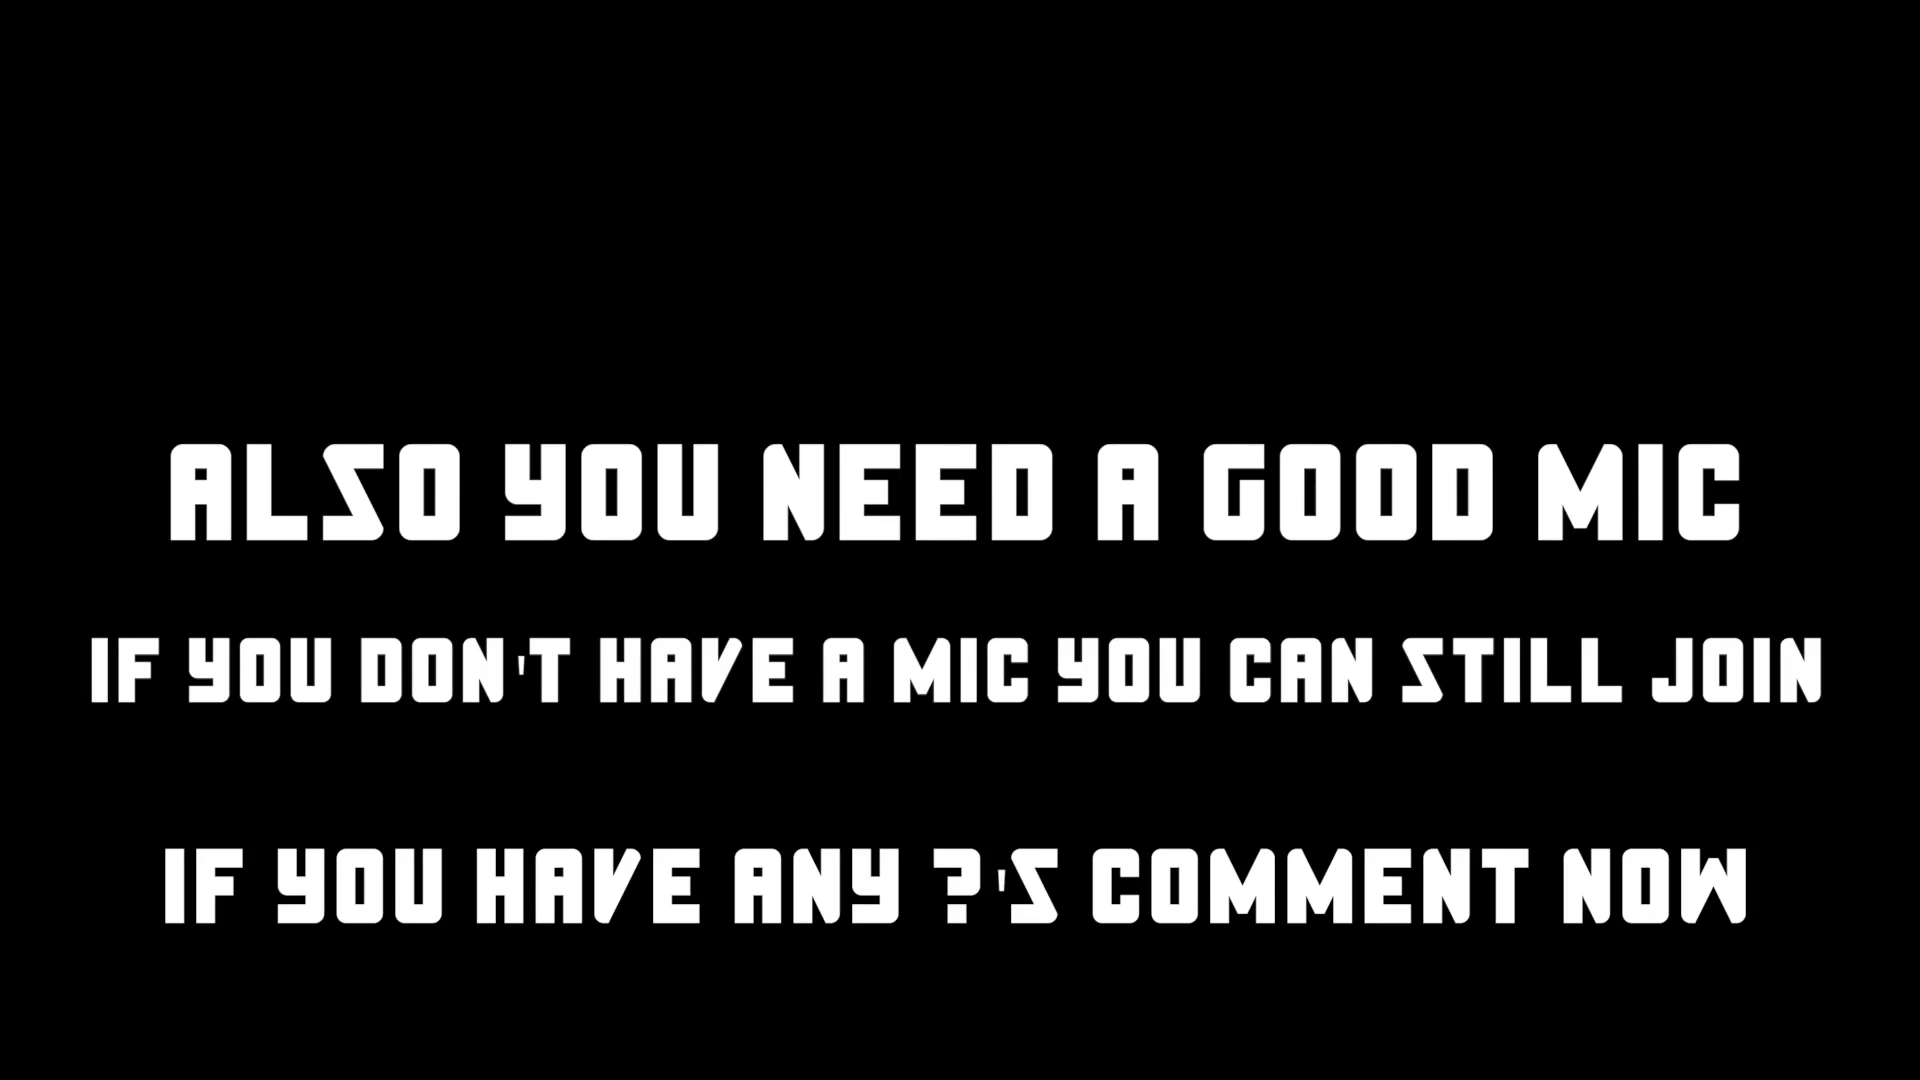 ALSO YOU NEED A GOOD MIC
IF YOU DON'T HAVE A MIC YOU CAN STILL JOIN
IF YOU HAVE ANY ?'S COMMENT NOW